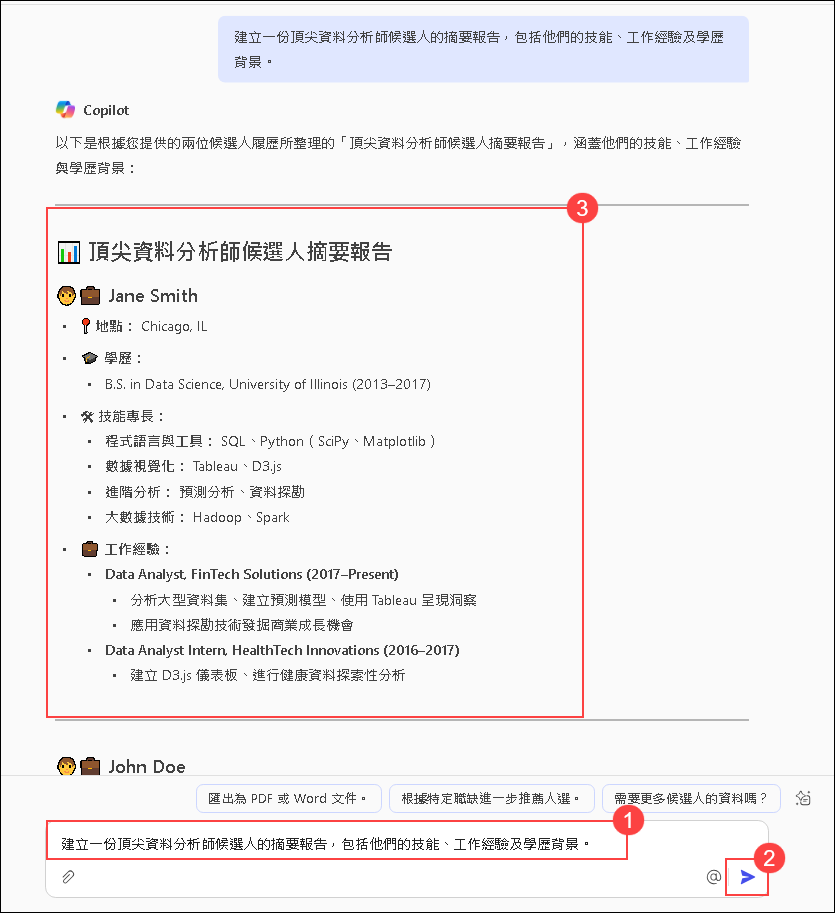 建立一份頂尖資料分析師候選人的摘要報告，包括他們的技能、工作經驗及學歷
背景。
Copilot
以下是根據您提供的兩位候選人履歷所整理的「頂尖資料分析師候選人摘要報告」，涵蓋他們的技能、工作經驗
與學歷背景：
3
📊 頂尖資料分析師候選人摘要報告
Jane Smith
• 📍地點： Chicago, IL
• 🎓 學歷：
• B.S. in Data Science, University of Illinois (2013–2017)
• 🛠 技能專長：
• 程式語言與工具： SQL、Python（SciPy、Matplotlib）
• 數據視覺化： Tableau、D3.js
• 進階分析： 預測分析、資料探勘
• 大數據技術： Hadoop、Spark
• 💼 工作經驗：
• Data Analyst, FinTech Solutions (2017–Present)
• 分析大型資料集、建立預測模型、使用 Tableau 呈現洞察
• 應用資料探勘技術發掘商業成長機會
• Data Analyst Intern, HealthTech Innovations (2016–2017)
• 建立 D3.js 儀表板、進行健康資料探索性分析
John Doe
匯出為 PDF 或 Word 文件。 根據特定職缺進一步推薦人選。 需要更多候選人的資料嗎？
1
建立一份頂尖資料分析師候選人的摘要報告，包括他們的技能、工作經驗及學歷背景。
2
@